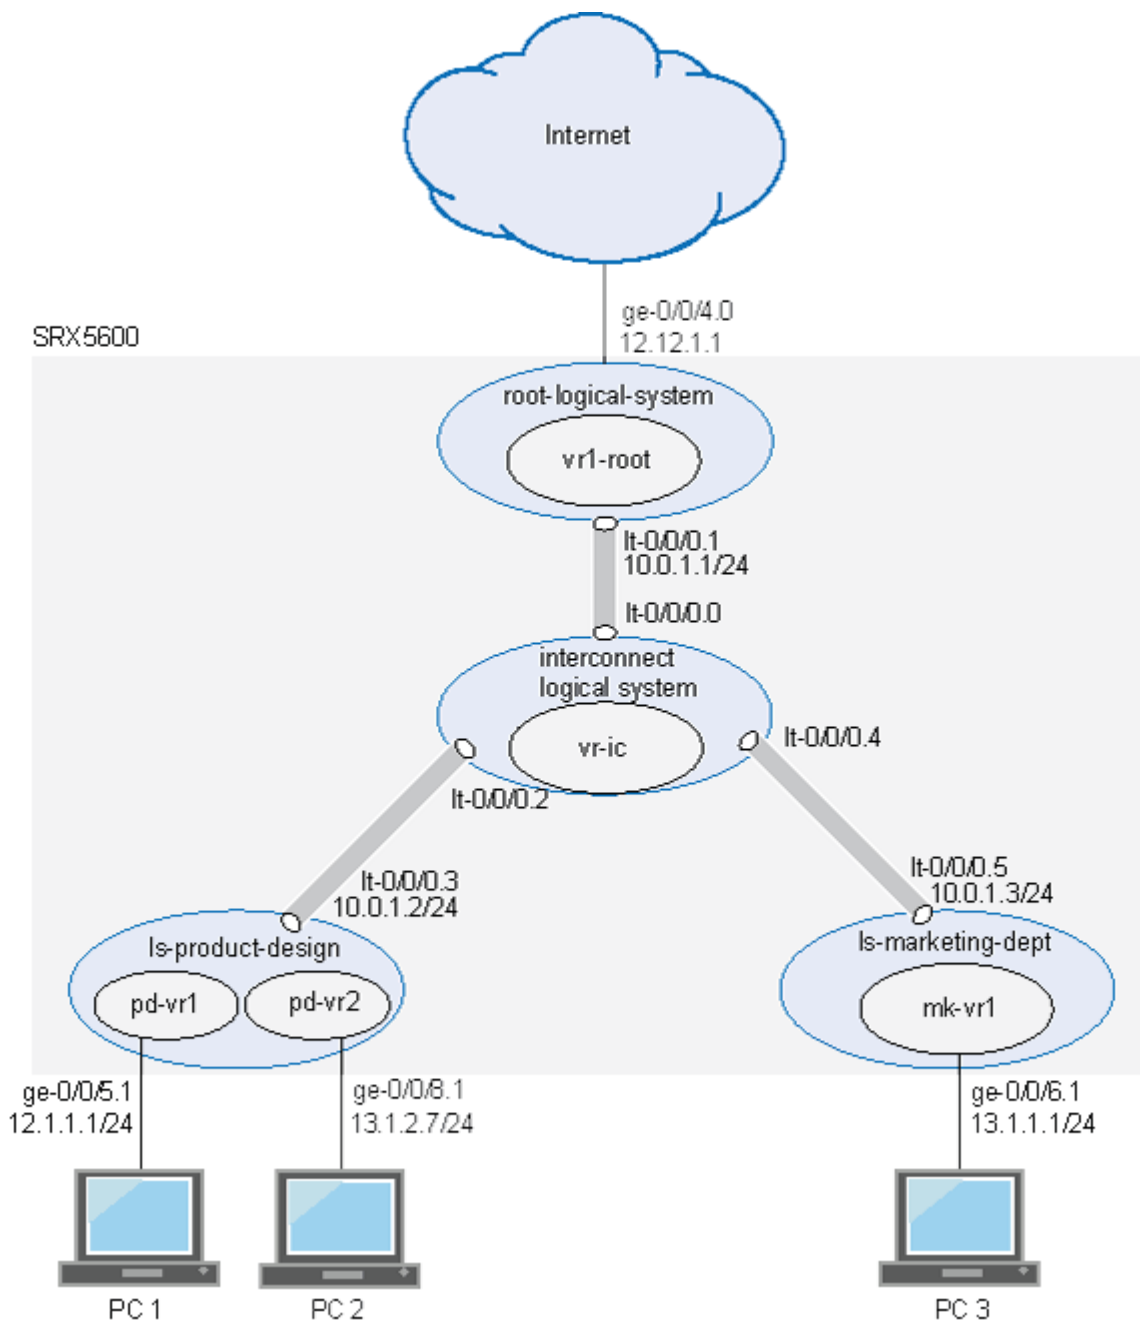 Internet
ge-0/0/4.0
12.12.1.1
SRX5600
root-logical-system
vr1-root
lt-0/0/0.1
10.0.1.1/24
lt-0/0/0.0
interconnect
logical system
vr-ic
lt-0/0/0.4
lt-0/0/0.2
lt-0/0/0.3
10.0.1.2/24
lt-0/0/0.5
10.0.1.3/24
ls-product-design
pd-vr1
pd-vr2
ls-marketing-dept
mk-vr1
ge-0/0/5.1
12.1.1.1/24
ge-0/0/8.1
13.1.2.7/24
ge-0/0/6.1
13.1.1.1/24
PC 1
PC 2
PC 3